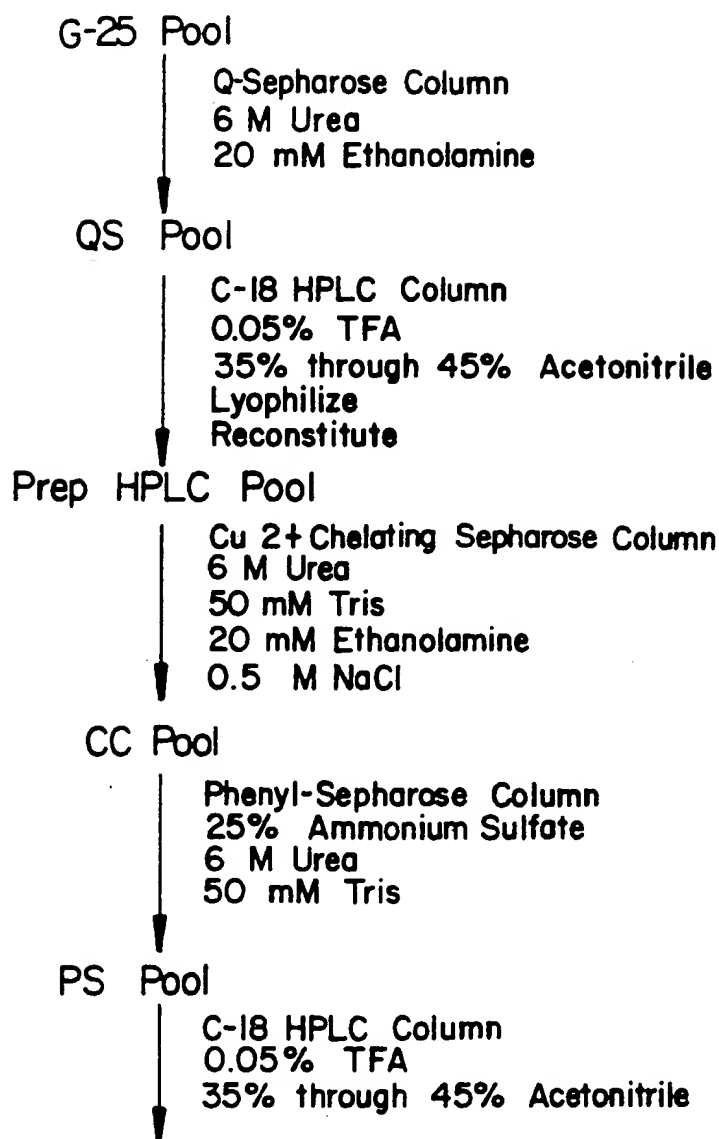 G-25 Pool
Q-Sepharose Column
6 M Urea
20 mM Ethanolamine
QS Pool
C-18 HPLC Column
0.05% TFA
35% through 45% Acetonitrile
Lyophilize
Reconstitute
Prep HPLC Pool
Cu 2+ Chelating Sepharose Column
6 M Urea
50 mM Tris
20 mM Ethanolamine
0.5 M NaCl
CC Pool
Phenyl-Sepharose Column
25% Ammonium Sulfate
6 M Urea
50 mM Tris
PS Pool
C-18 HPLC Column
0.05% TFA
35% through 45% Acetonitrile